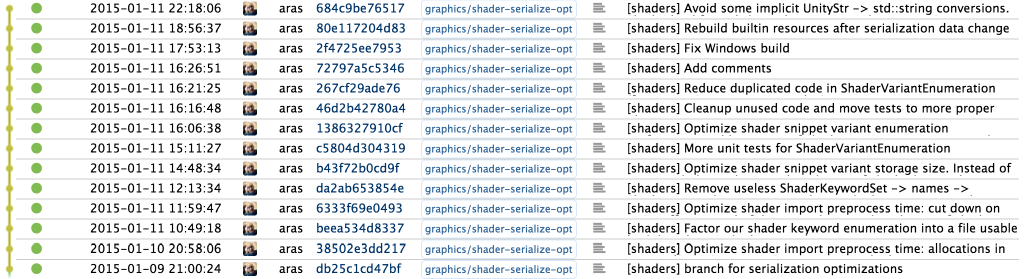 2015-01-11 22:18:06 aras 684c9be76517 graphics/shader-serialize-opt [shaders] Avoid some implicit UnityStr -> std::string conversions.
2015-01-11 18:56:37 aras 80e117204d83 graphics/shader-serialize-opt [shaders] Rebuild builtin resources after serialization data change
2015-01-11 17:53:13 aras 2f4725ee7953 graphics/shader-serialize-opt [shaders] Fix Windows build
2015-01-11 16:26:51 aras 72797a5c5346 graphics/shader-serialize-opt [shaders] Add comments
2015-01-11 16:21:25 aras 267cf29ade76 graphics/shader-serialize-opt [shaders] Reduce duplicated code in ShaderVariantEnumeration
2015-01-11 16:16:48 aras 46d2b42780a4 graphics/shader-serialize-opt [shaders] Cleanup unused code and move tests to more proper
2015-01-11 16:06:38 aras 1386327910cf graphics/shader-serialize-opt [shaders] Optimize shader snippet variant enumeration
2015-01-11 15:11:27 aras c5804d304319 graphics/shader-serialize-opt [shaders] More unit tests for ShaderVariantEnumeration
2015-01-11 14:48:34 aras b43f72b0cd9f graphics/shader-serialize-opt [shaders] Optimize shader snippet variant storage size. Instead of
2015-01-11 12:13:34 aras da2ab653854e graphics/shader-serialize-opt [shaders] Remove useless ShaderKeywordSet -> names ->
2015-01-11 11:59:47 aras 6333f69e0493 graphics/shader-serialize-opt [shaders] Optimize shader import preprocess time: cut down on
2015-01-11 10:49:18 aras beea534d8337 graphics/shader-serialize-opt [shaders] Factor our shader keyword enumeration into a file usable
2015-01-10 20:58:06 aras 38502e3dd217 graphics/shader-serialize-opt [shaders] Optimize shader import preprocess time: allocations in
2015-01-09 21:00:24 aras db25c1cd47bf graphics/shader-serialize-opt [shaders] branch for serialization optimizations